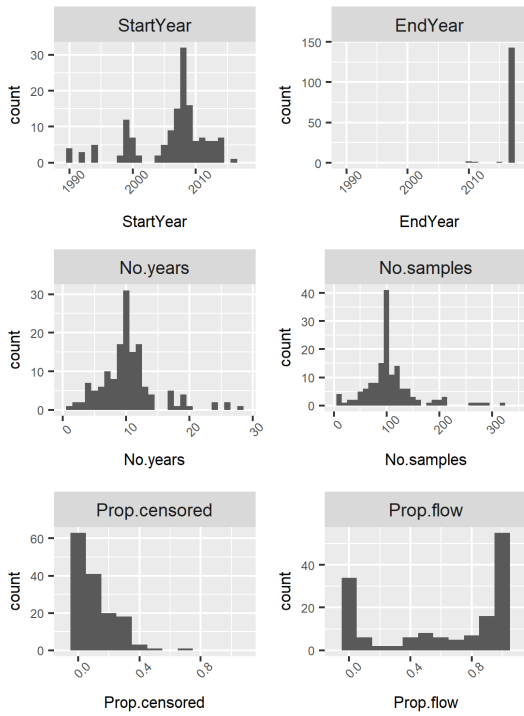 StartYear
EndYear
count
30
20
10
0
1990
2000
2010
StartYear
count
150
100
50
0
1990
2000
2010
EndYear
No.years
No.samples
count
30
20
10
0
0
10
20
30
No.years
count
40
30
20
10
0
0
100
200
300
No.samples
Prop.censored
Prop.flow
count
60
40
20
0
0.0
0.4
0.8
Prop.censored
count
40
20
0
0.0
0.4
0.8
Prop.flow